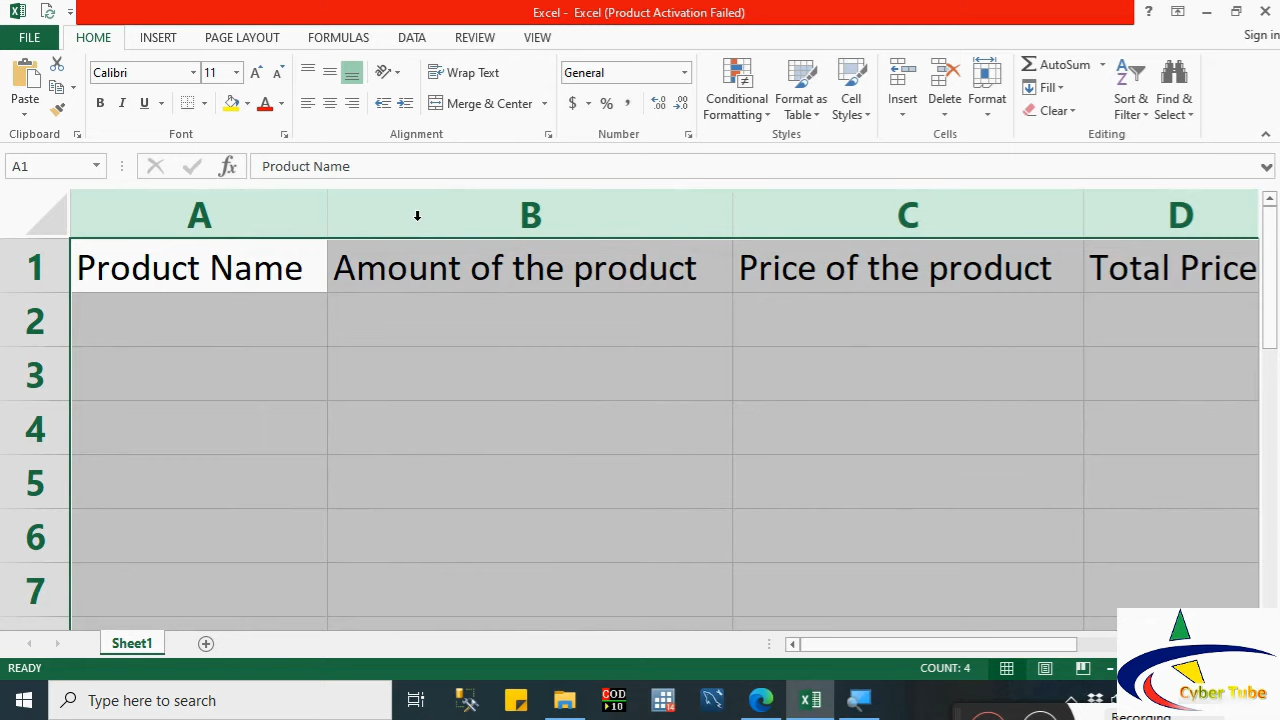 Excel - Excel (Product Activation Failed)
FILE HOME INSERT PAGE LAYOUT FORMULAS DATA REVIEW VIEW Sign in
Calibri 11 Wrap Text General AutoSum
Paste Conditional Formatting Format as Table Cell Styles Insert Delete Format Fill Sort & Filter Find & Select
B I U Merge & Center $ % , Clear
Clipboard Font Alignment Number Styles Cells Editing
A1 fx Product Name
A B C D
1 Product Name Amount of the product Price of the product Total Price
2
3
4
5
6
7
Sheet1
READY COUNT: 4
Type here to search COD 10
Cyber Tube
Recording